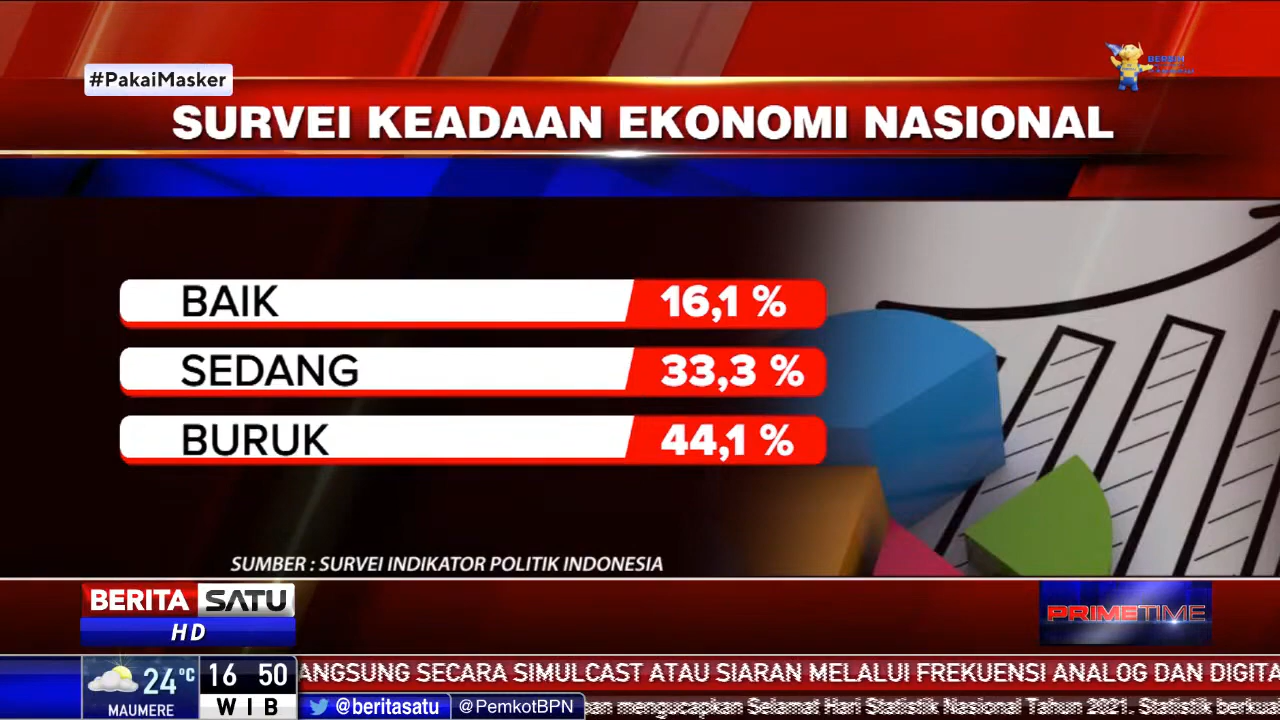 #PakaiMasker
SURVEI KEADAAN EKONOMI NASIONAL
BAIK 16,1 %
SEDANG 33,3 %
BURUK 44,1 %
SUMBER : SURVEI INDIKATOR POLITIK INDONESIA
BERITA SATU
HD
PRIMETIME
24°C
MAUMERE
16 50
WIB
ANGSUNG SECARA SIMULCAST ATAU SIARAN MELALUI FREKUENSI ANALOG DAN DIGITA
@beritasatu
@PemkotBPN
ban mengucapkan Selamat Hari Statistik Nasional Tahun 2021. Statistik berkua